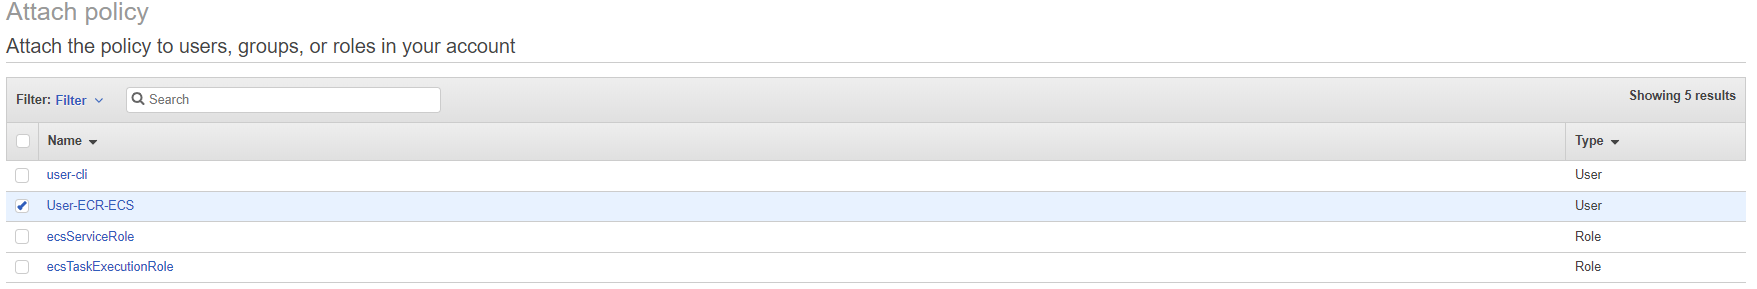 Attach policy
Attach the policy to users, groups, or roles in your account
Filter: Filter Search Showing 5 results
Name Type
user-cli User
User-ECR-ECS User
ecsServiceRole Role
ecsTaskExecutionRole Role